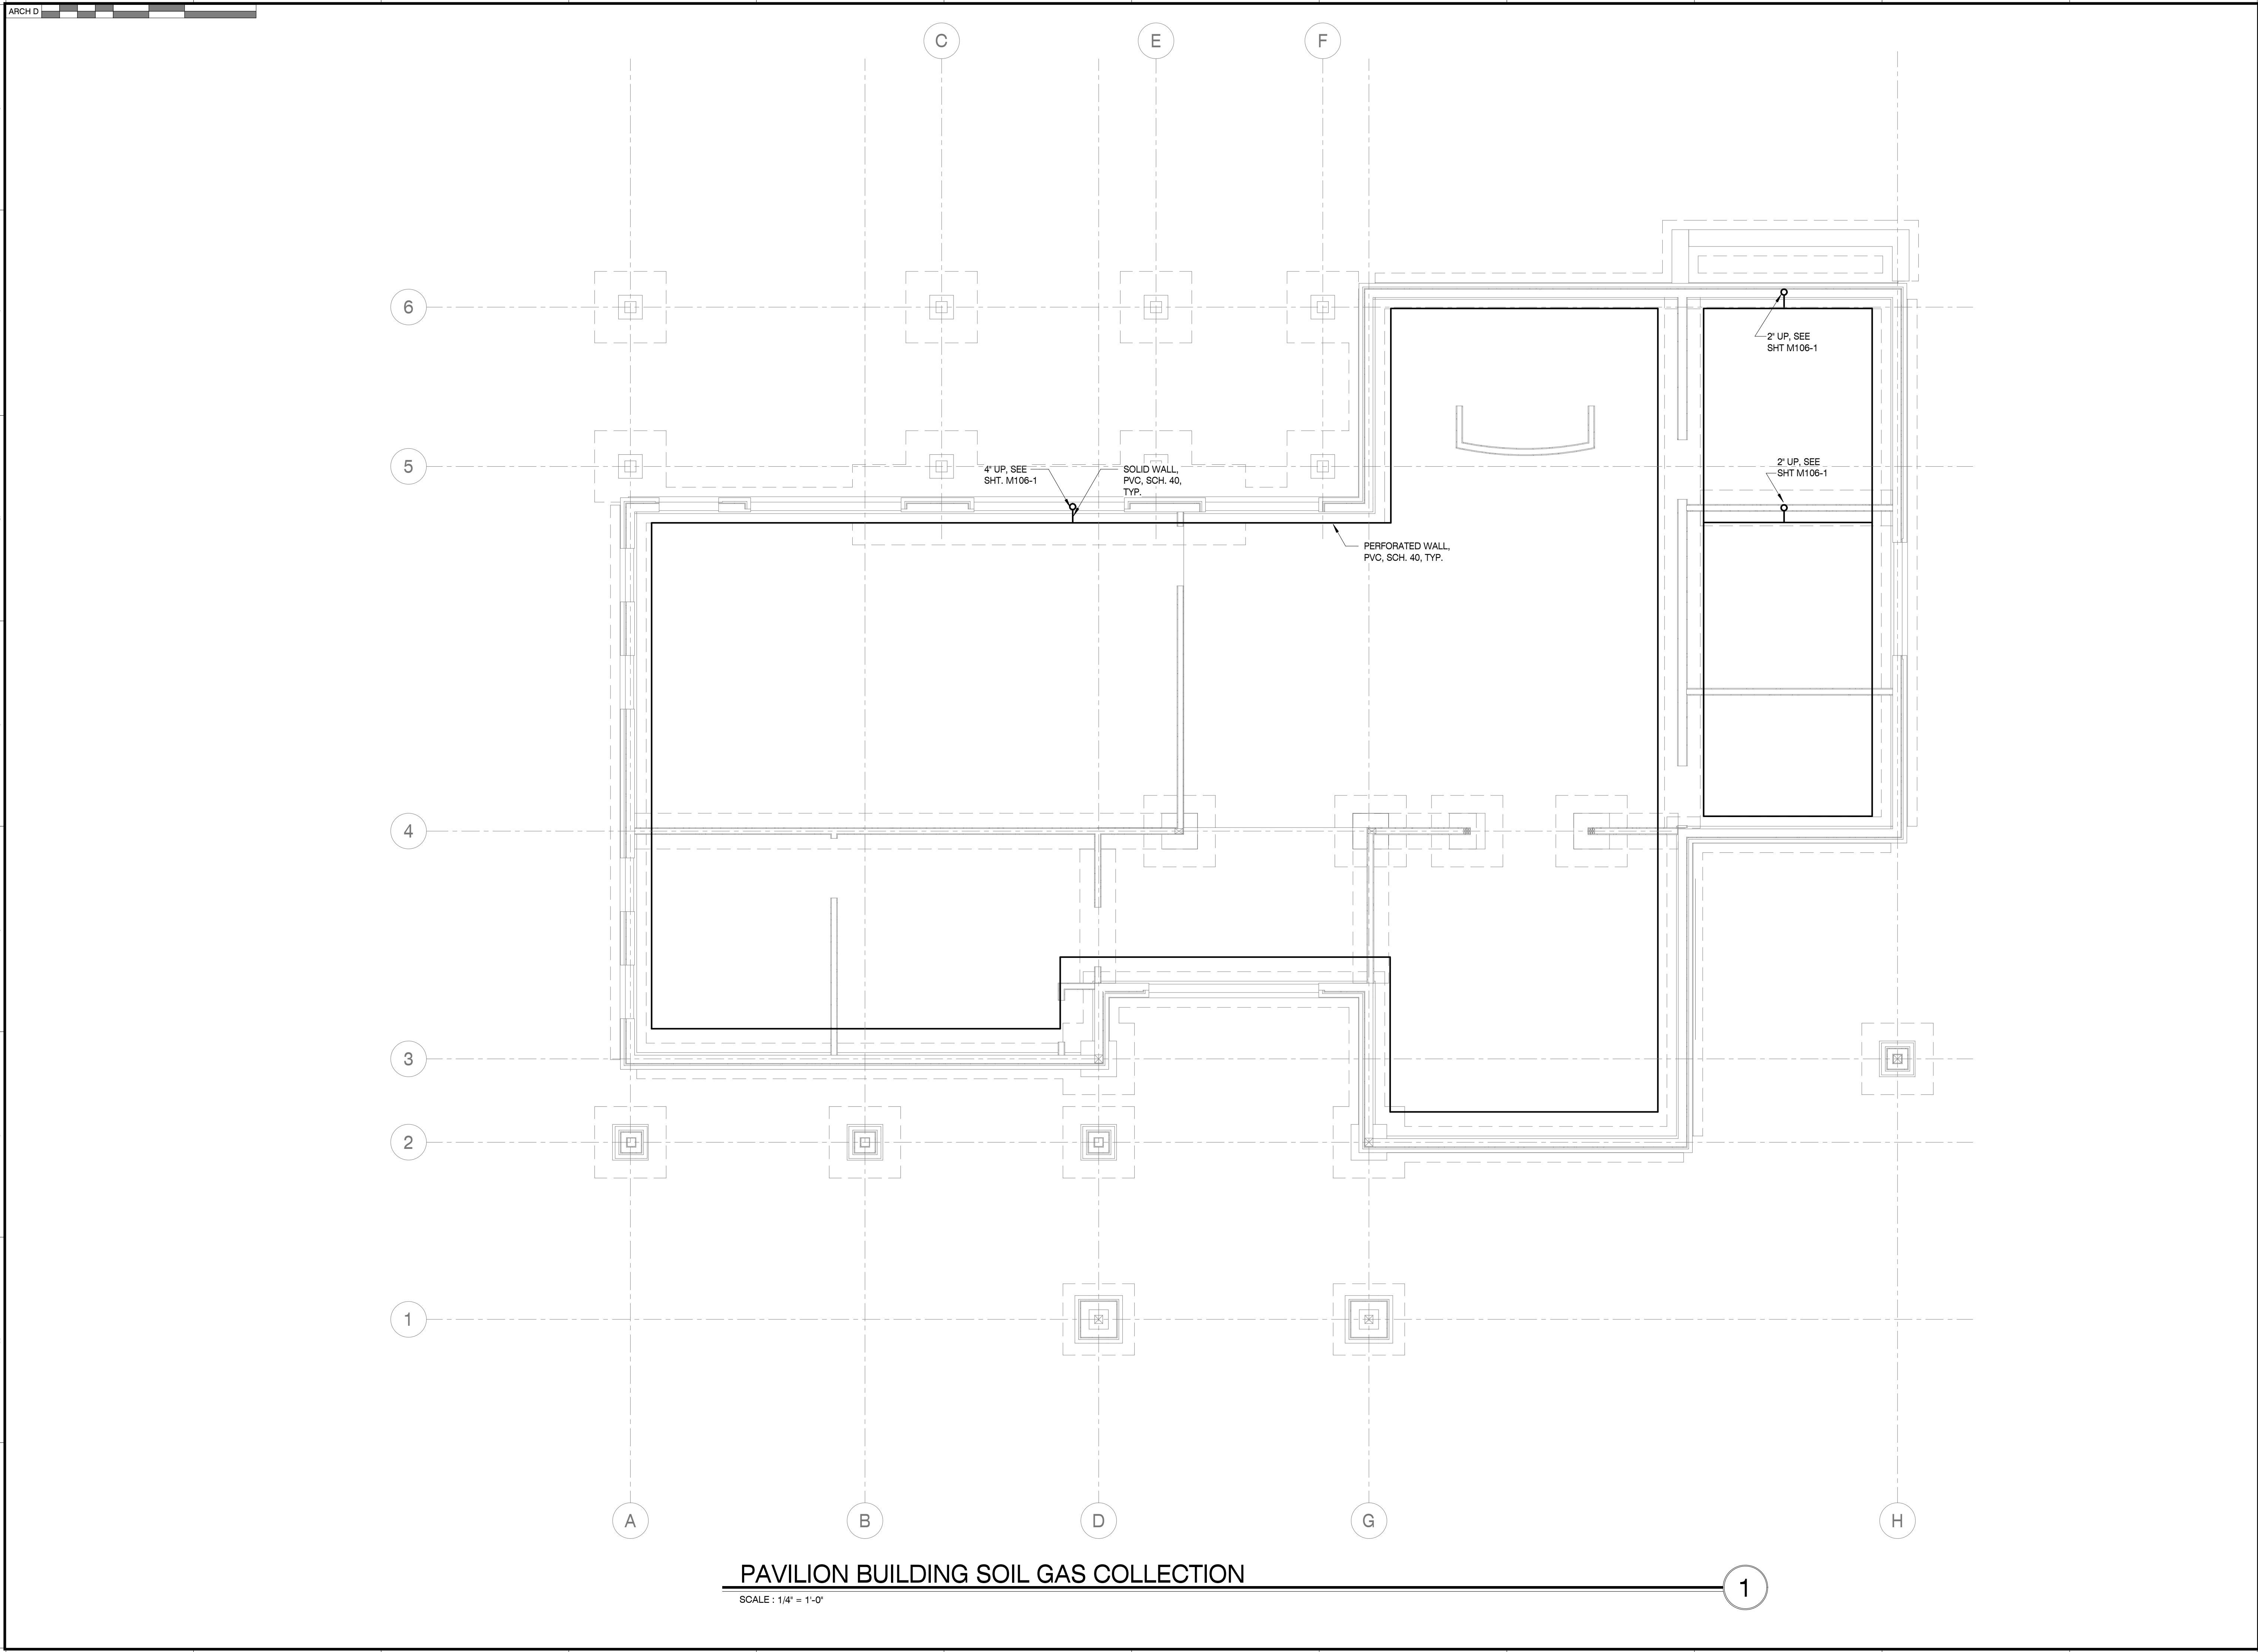 ARCH D
C
E
F
6
2" UP, SEE
SHT M106-1
5
4" UP, SEE
SHT. M106-1
SOLID WALL,
PVC, SCH. 40,
TYP.
2" UP, SEE
SHT M106-1
PERFORATED WALL,
PVC, SCH. 40, TYP.
4
3
2
1
A
B
D
G
H
PAVILION BUILDING SOIL GAS COLLECTION
1
SCALE : 1/4" = 1'-0"